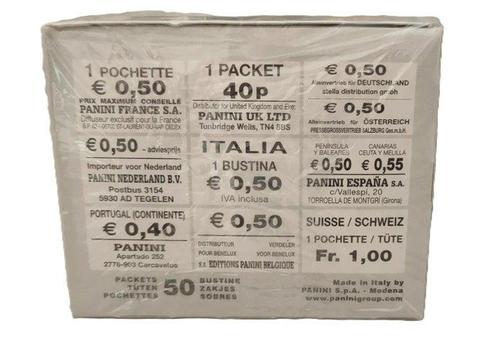 1 POCHETTE
€ 0,50
PRIX MAXIMUM CONSEILLE
PANINI FRANCE S.A.
Diffuseur exclusif pour la France
1 PACKET
40p
Distributor for United Kingdom and Eire:
PANINI UK LTD
Tunbridge Wells, TN4 8BS
€ 0,50
Alleinvertrieb für DEUTSCHLAND
stella distribution gmbh
€ 0,50
Alleinvertrieb für ÖSTERREICH
PRESSEGROSSVERTRIEB SALZBURG Ges.m.b.H.
€ 0,50 - adviesprijs
Importeur voor Nederland
PANINI NEDERLAND B.V.
Postbus 3154
5930 AD TEGELEN
ITALIA
1 BUSTINA
€ 0,50
IVA inclusa
PENINSULA Y BALEARES
€ 0,50
CANARIAS CEUTA Y MELILLA
€ 0,55
PANINI ESPAÑA S.A.
c/Vallespi, 20
TORROELLA DE MONTGRI (Girona)
PORTUGAL (CONTINENTE)
€ 0,40
PANINI
Apartado 252
2776-903 Carcavelos
€ 0,50
DISTRIBUTEUR VERDELER
POUR BENELUX VOOR BENELUX
S.A. EDITIONS PANINI BELGIQUE
SUISSE / SCHWEIZ
1 POCHETTE / TÜTE
Fr. 1,00
PACKETS
TÜTEN
POCHETTES
50
BUSTINE
ZAKJES
SOBRES
Made in Italy by
PANINI S.p.A. - Modena
www.paninigroup.com